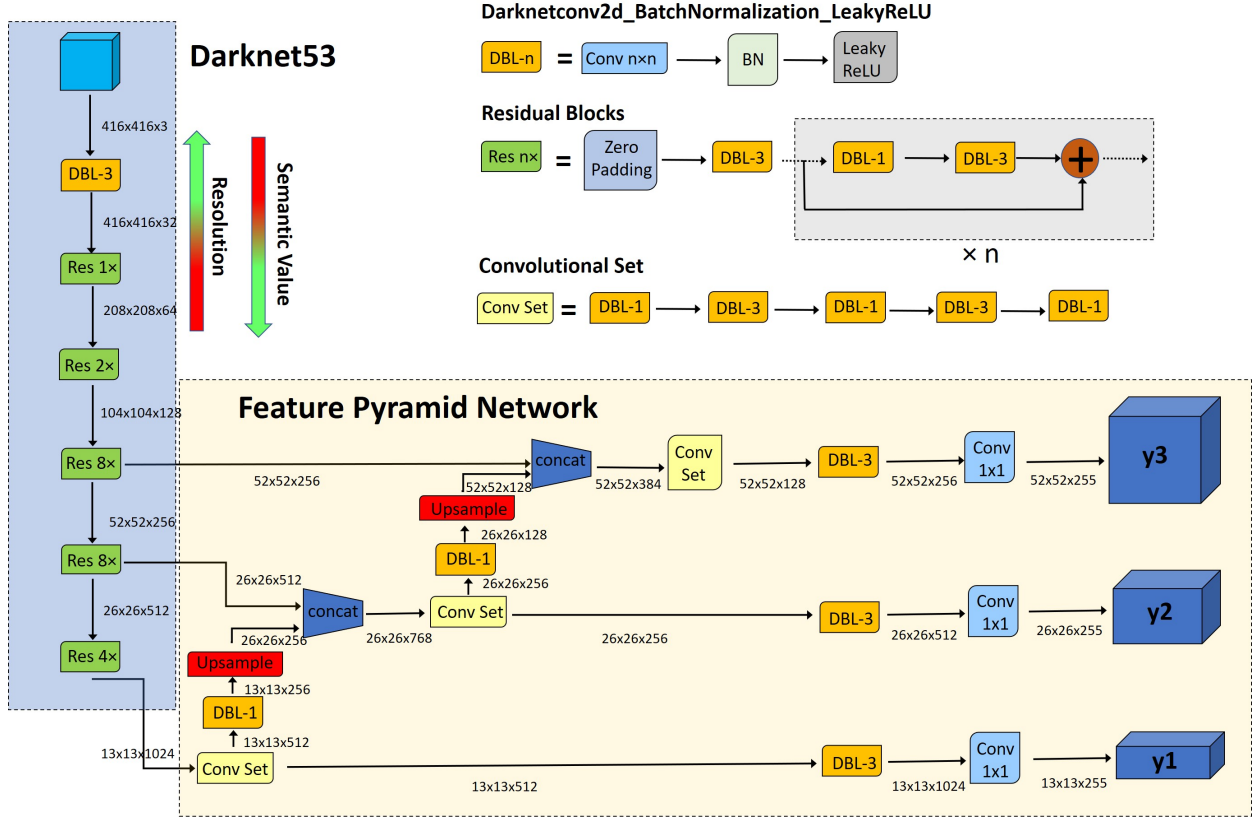 Darknetconv2d_BatchNormalization_LeakyReLU
Darknet53
DBL-n
=
Conv n×n
BN
Leaky
ReLU
Residual Blocks
Res n×
=
Zero
Padding
DBL-3
DBL-1
DBL-3
+
× n
Convolutional Set
Conv Set
=
DBL-1
DBL-3
DBL-1
DBL-3
DBL-1
416x416x3
DBL-3
416x416x32
Res 1×
208x208x64
Res 2×
104x104x128
Res 8×
52x52x256
Res 8×
26x26x512
Res 4×
13x13x1024
Resolution
Semantic Value
Feature Pyramid Network
52x52x256
52x52x128
concat
52x52x384
Conv
Set
52x52x128
DBL-3
52x52x256
Conv
1x1
52x52x255
y3
Upsample
26x26x128
DBL-1
26x26x256
26x26x512
26x26x256
concat
26x26x768
Conv Set
26x26x256
DBL-3
26x26x512
Conv
1x1
26x26x255
y2
Upsample
13x13x256
DBL-1
13x13x512
Conv Set
13x13x512
DBL-3
13x13x1024
Conv
1x1
13x13x255
y1